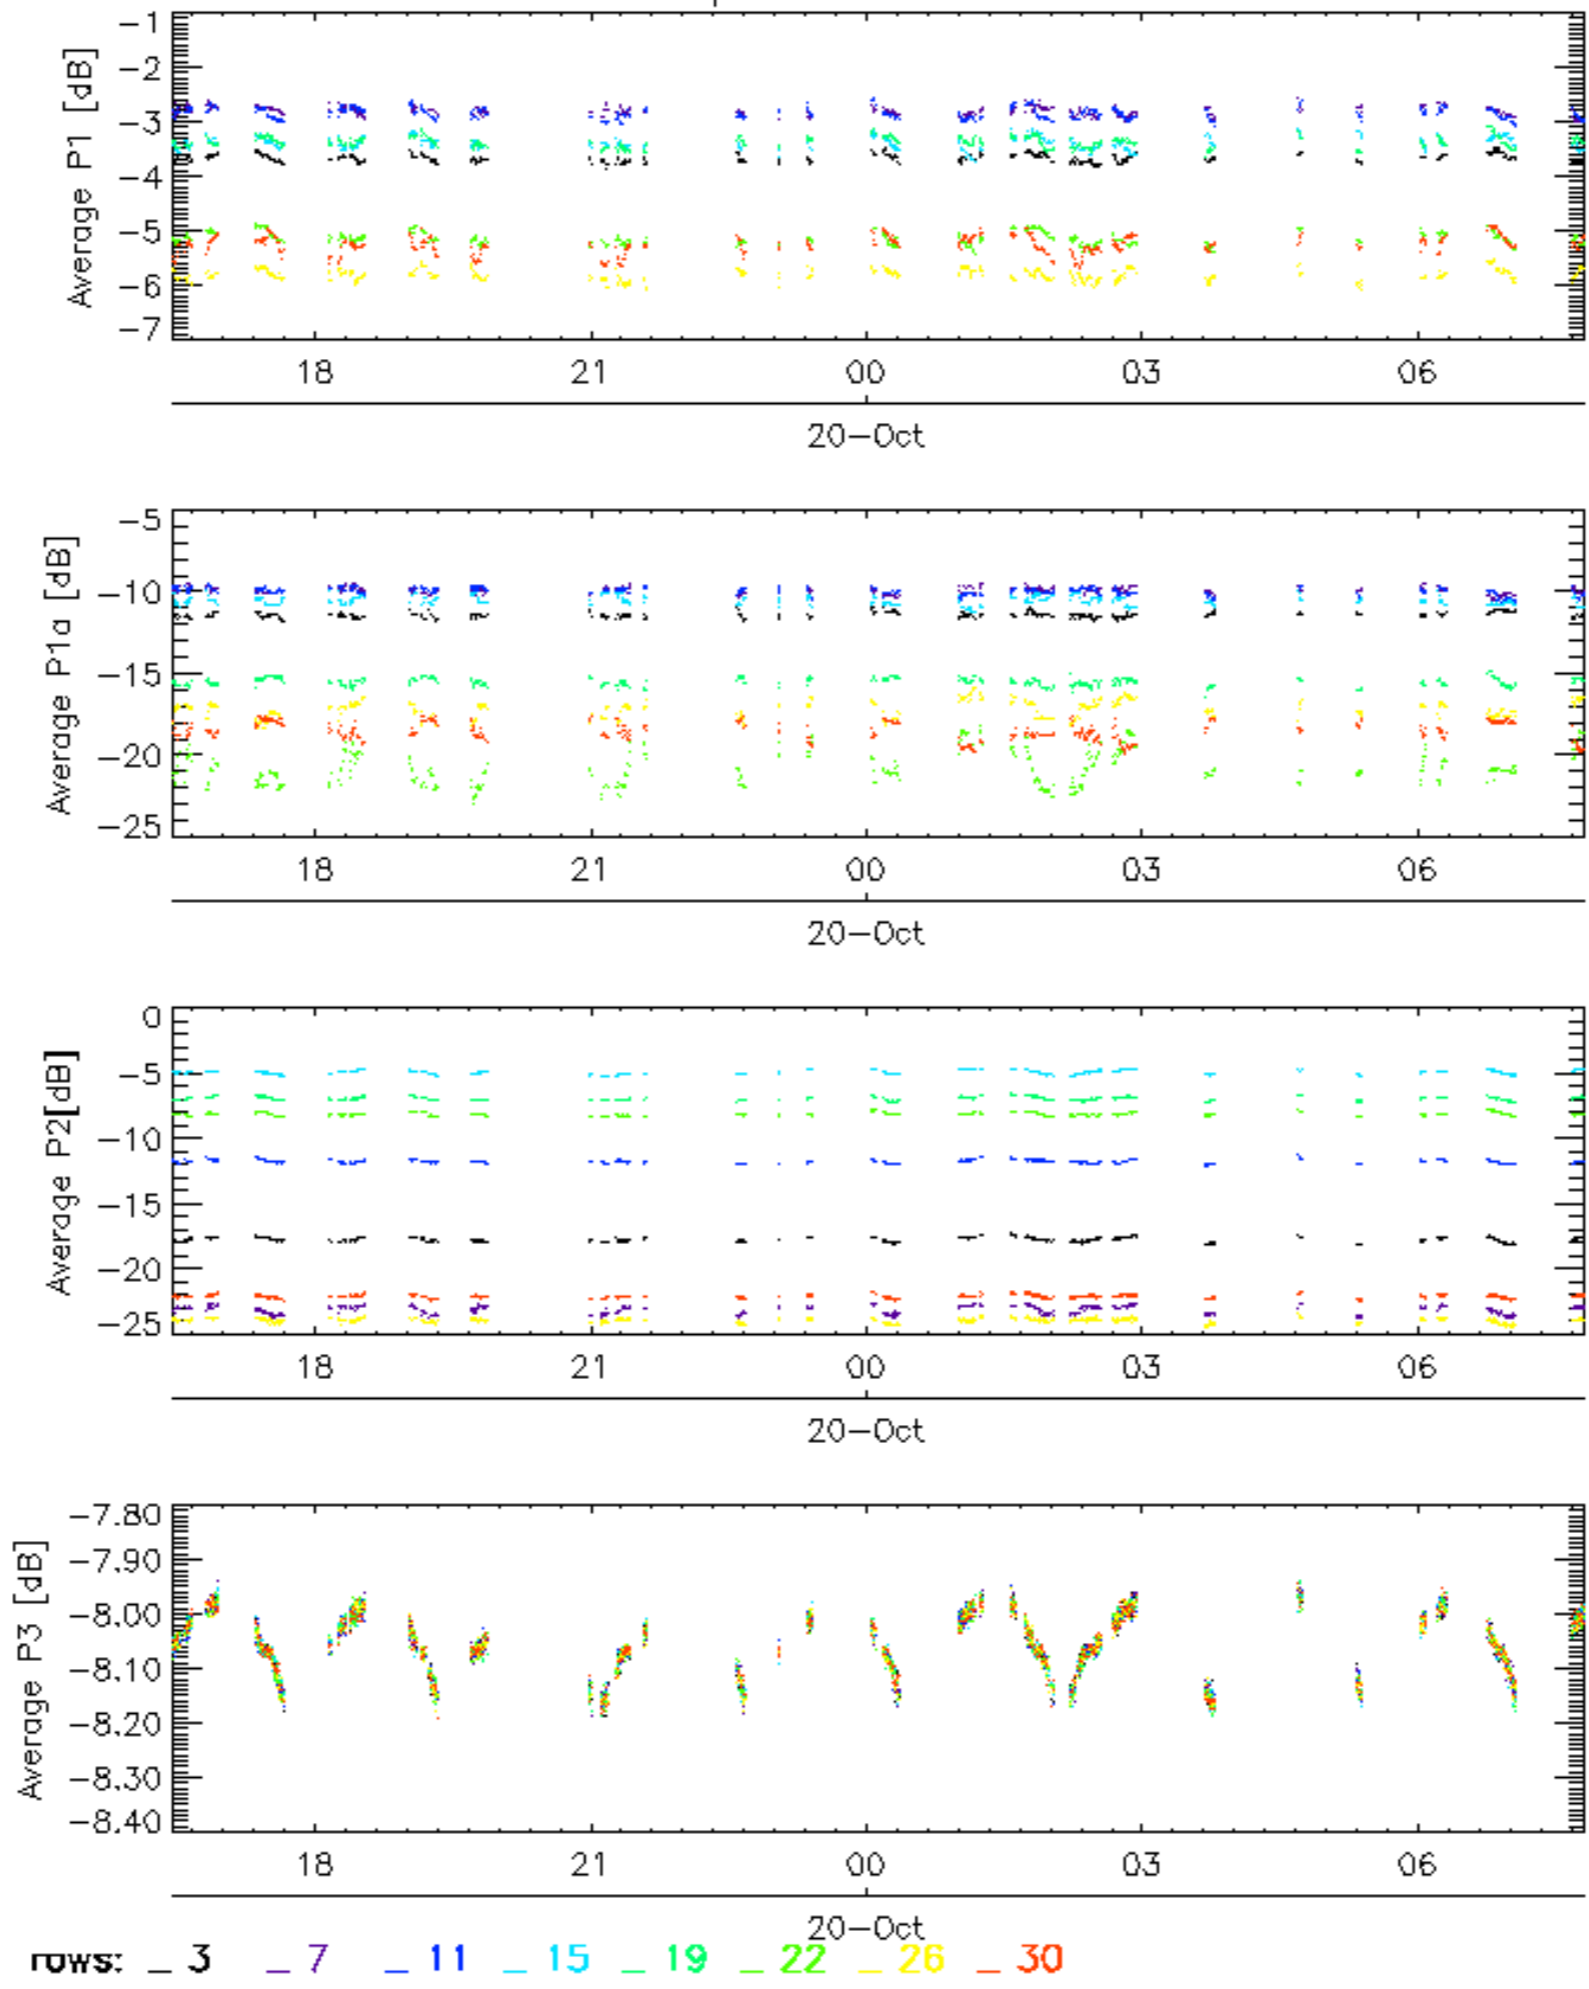 -1
-2
-3
-4
-5
-6
-7
Average P1 [dB]
18 21 00 03 06
20-Oct
-5
-10
-15
-20
-25
Average P1a [dB]
18 21 00 03 06
20-Oct
0
-5
-10
-15
-20
-25
Average P2[dB]
18 21 00 03 06
20-Oct
-7.80
-7.90
-8.00
-8.10
-8.20
-8.30
-8.40
Average P3 [dB]
18 21 00 03 06
20-Oct
rows: _ 3 _ 7 _ 11 _ 15 _ 19 _ 22 _ 26 _ 30